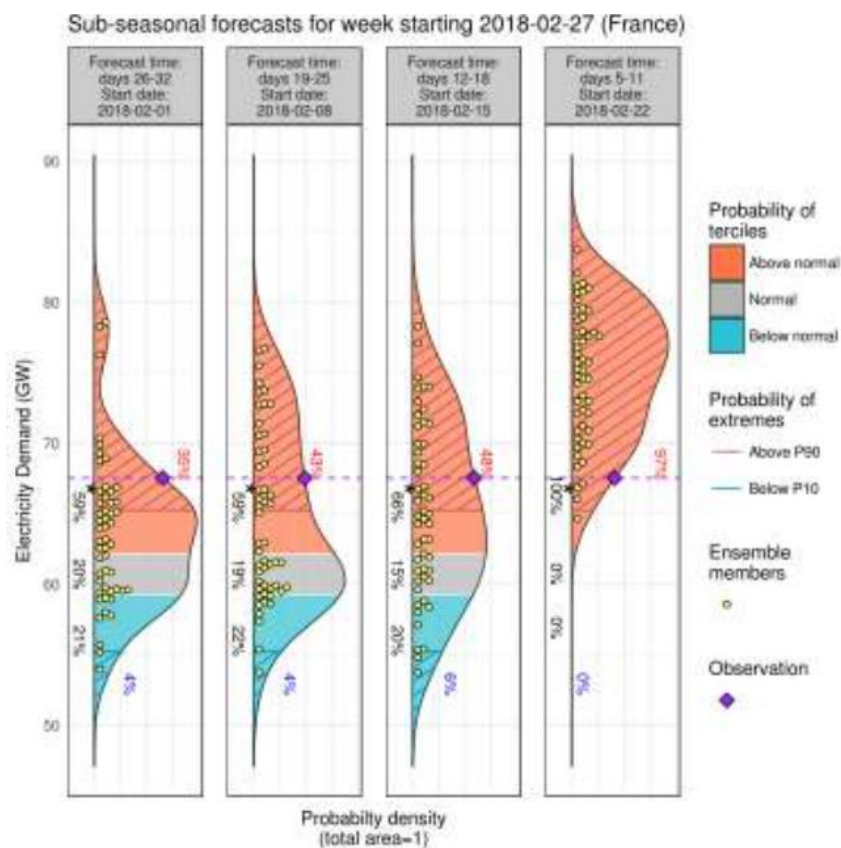 Sub-seasonal forecasts for week starting 2018-02-27 (France)
Forecast time:
days 26-32
Start date:
2018-02-01
Forecast time:
days 19-25
Start date:
2018-02-08
Forecast time:
days 12-18
Start date:
2018-02-15
Forecast time:
days 5-11
Start date:
2018-02-22
Electricity Demand (GW)
90
80
70
60
50
59%
20%
21%
36%
4%
59%
19%
22%
43%
4%
66%
15%
20%
48%
6%
100%
0%
0%
97%
0%
Probabilty density
(total area=1)
Probability of
terciles
Above normal
Normal
Below normal
Probability of
extremes
Above P90
Below P10
Ensemble
members
Observation